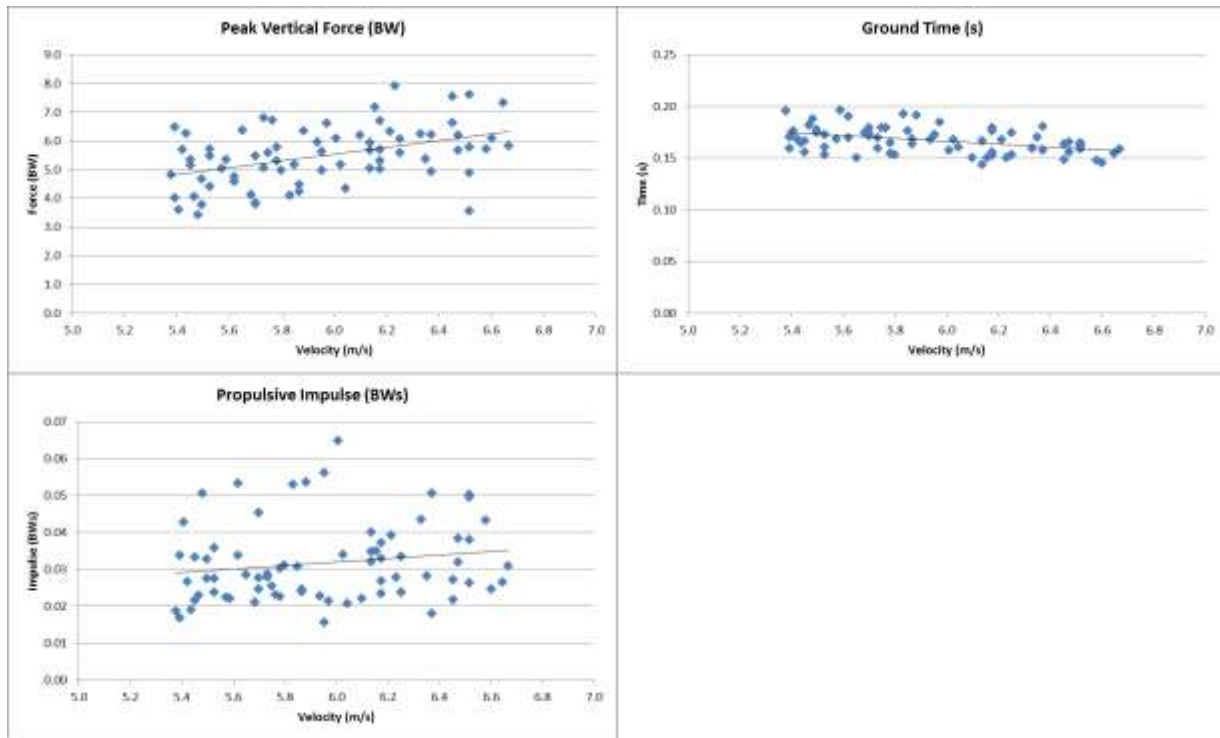 Peak Vertical Force (BW)
9.0
8.0
7.0
6.0
5.0
4.0
3.0
2.0
1.0
0.0
Force (BW)
5.0 5.2 5.4 5.6 5.8 6.0 6.2 6.4 6.6 6.8 7.0
Velocity (m/s)
Ground Time (s)
0.25
0.20
0.15
0.10
0.05
0.00
Time (s)
5.0 5.2 5.4 5.6 5.8 6.0 6.2 6.4 6.6 6.8 7.0
Velocity (m/s)
Propulsive Impulse (BWs)
0.07
0.06
0.05
0.04
0.03
0.02
0.01
0.00
Impulse (BWs)
5.0 5.2 5.4 5.6 5.8 6.0 6.2 6.4 6.6 6.8 7.0
Velocity (m/s)